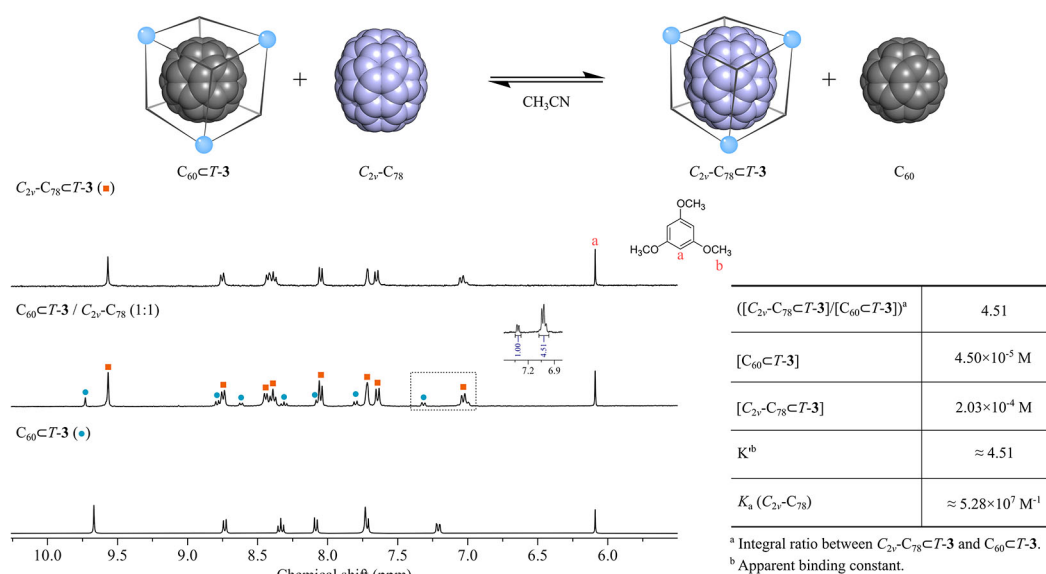 CH₃CN
C₆₀⊂T-3
C₂ᵥ-C₇₈
C₂ᵥ-C₇₈⊂T-3
C₆₀
C₂ᵥ-C₇₈⊂T-3 (■)
OCH₃
H₃CO
OCH₃
a
b
a
C₆₀⊂T-3 / C₂ᵥ-C₇₈ (1:1)
1.00
4.51
7.2 6.9
C₆₀⊂T-3 (●)
10.0 9.5 9.0 8.5 8.0 7.5 7.0 6.5 6.0
Chemical shift (ppm)
([C₂ᵥ-C₇₈⊂T-3]/[C₆₀⊂T-3])ᵃ 4.51
[C₆₀⊂T-3] 4.50×10⁻⁵ M
[C₂ᵥ-C₇₈⊂T-3] 2.03×10⁻⁴ M
K'ᵇ ≈ 4.51
Kₐ (C₂ᵥ-C₇₈) ≈ 5.28×10⁷ M⁻¹
ᵃ Integral ratio between C₂ᵥ-C₇₈⊂T-3 and C₆₀⊂T-3.
ᵇ Apparent binding constant.